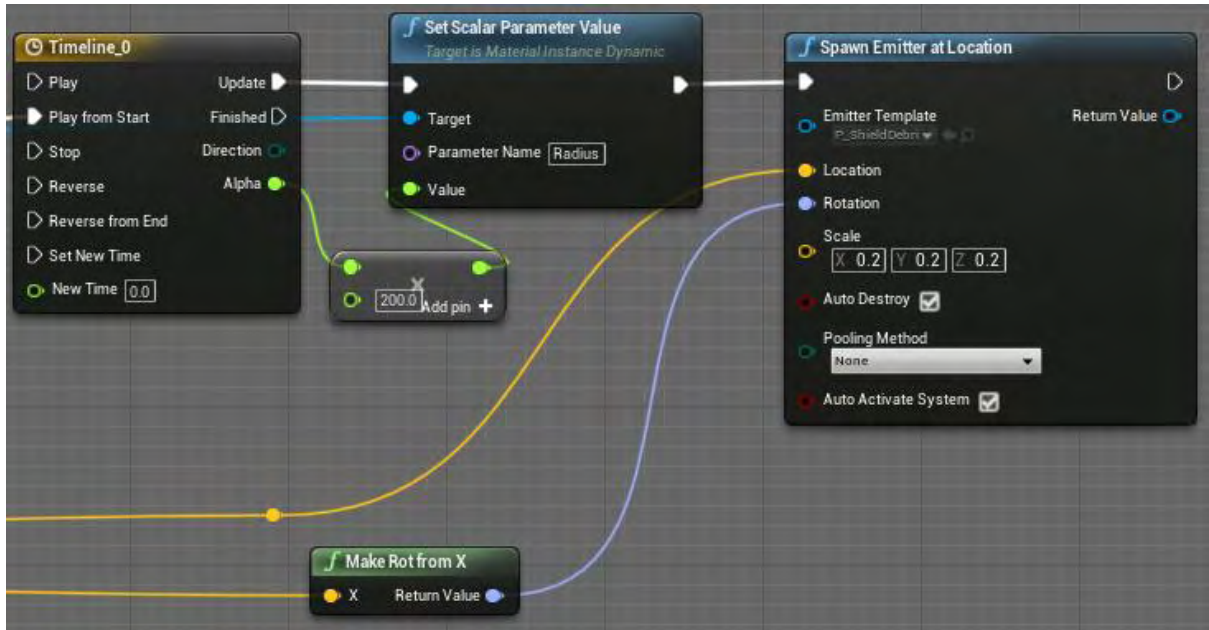 Timeline_0
Play
Update
Play from Start
Finished
Stop
Direction
Reverse
Alpha
Reverse from End
Set New Time
New Time 0.0
Set Scalar Parameter Value
Target is Material Instance Dynamic
Target
Parameter Name Radius
Value
200.0
Add pin
Spawn Emitter at Location
Emitter Template
P_ShieldDebri
Return Value
Location
Rotation
Scale
X 0.2 Y 0.2 Z 0.2
Auto Destroy
Pooling Method
None
Auto Activate System
Make Rot from X
X
Return Value